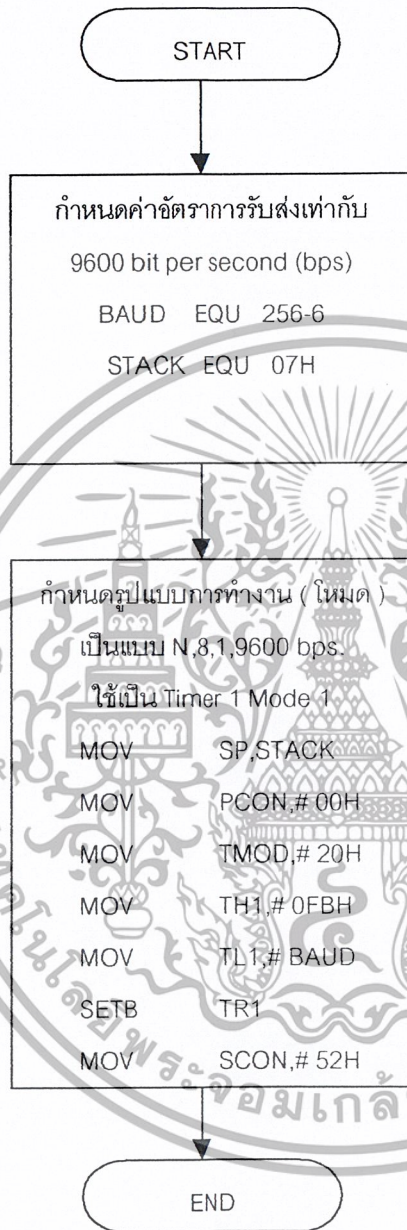 START
กำหนดค่าอัตราการรับส่งเท่ากับ
9600 bit per second (bps)
BAUD EQU 256-6
STACK EQU 07H
กำหนดรูปแบบการทำงาน ( โหมด )
เป็นแบบ N,8,1,9600 bps.
ใช้เป็น Timer 1 Mode 1
MOV SP,STACK
MOV PCON,# 00H
MOV TMOD,# 20H
MOV TH1,# 0FBH
MOV TL1,# BAUD
SETB TR1
MOV SCON,# 52H
END